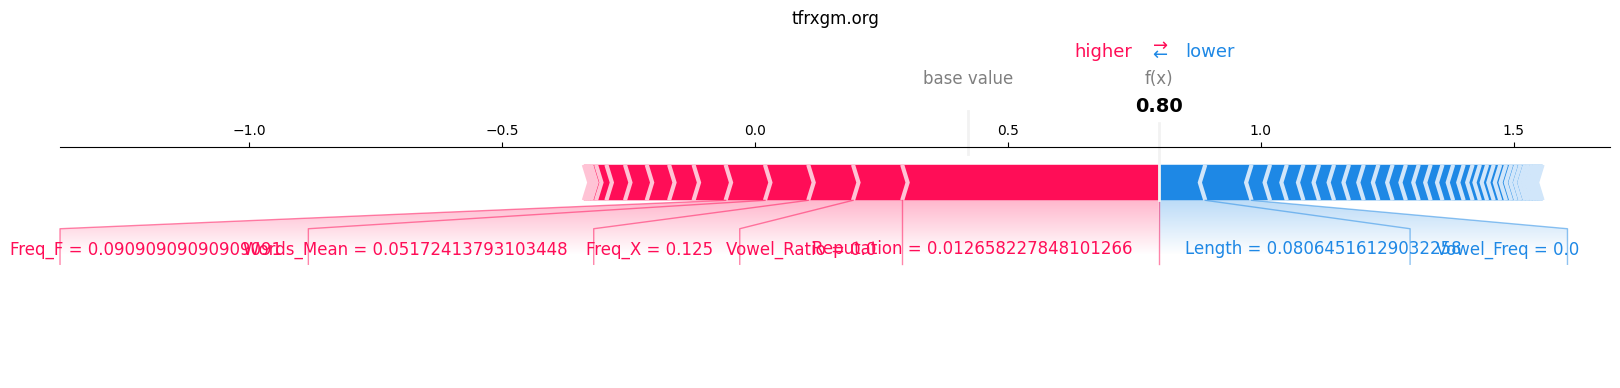 tfrxgm.org
higher → ← lower
base value f(x)
0.80
−1.0 −0.5 0.0 0.5 1.0 1.5
Freq_F = 0.09090909090909091 Words_Mean = 0.05172413793103448 Freq_X = 0.125 Vowel_Ratio = 0.0 Reputation = 0.012658227848101266 Length = 0.08064516129032258 Vowel_Freq = 0.0